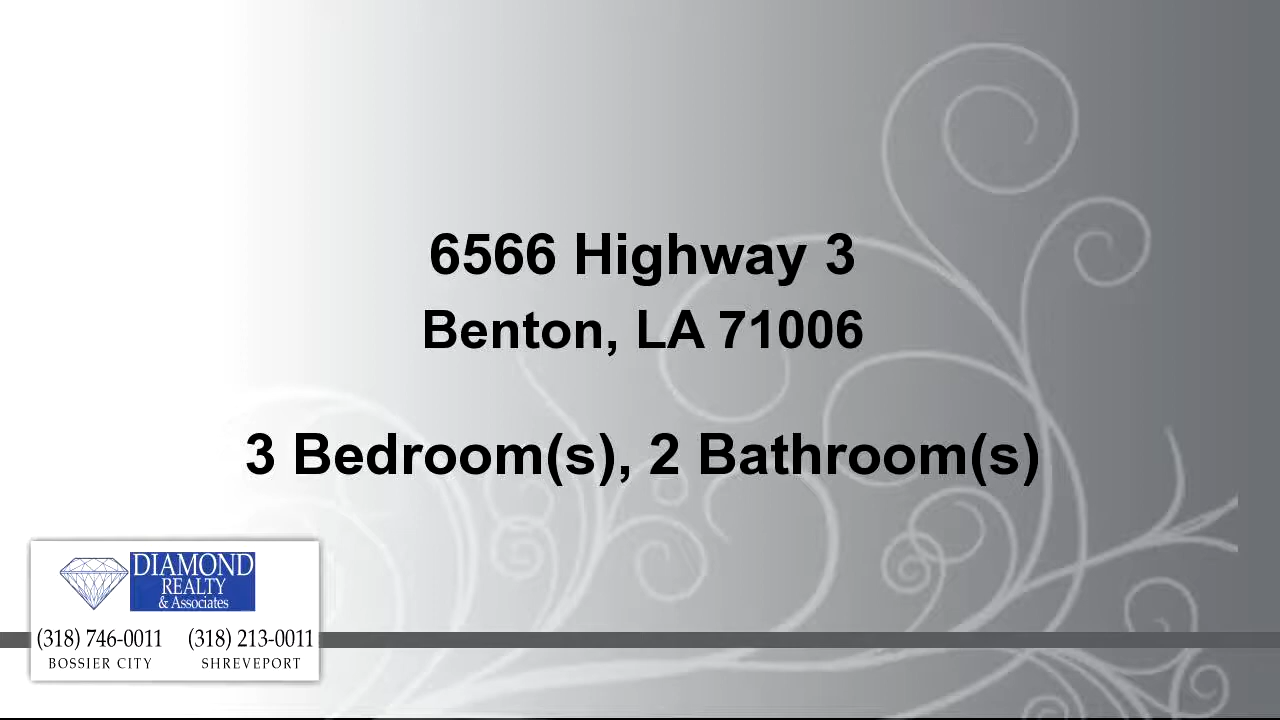 6566 Highway 3
Benton, LA 71006
3 Bedroom(s), 2 Bathroom(s)
DIAMOND
REALTY
& Associates
(318) 746-0011 (318) 213-0011
BOSSIER CITY SHREVEPORT